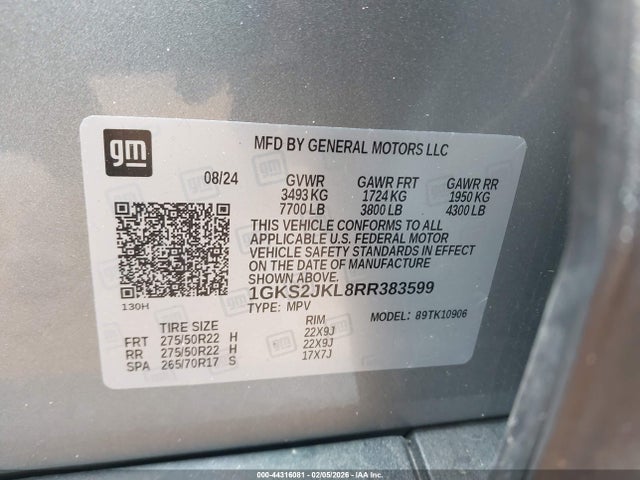 gm
MFD BY GENERAL MOTORS LLC
08/24 GVWR GAWR FRT GAWR RR
3493 KG 1724 KG 1950 KG
7700 LB 3800 LB 4300 LB
THIS VEHICLE CONFORMS TO ALL
APPLICABLE U.S. FEDERAL MOTOR
VEHICLE SAFETY STANDARDS IN EFFECT
ON THE DATE OF MANUFACTURE
SHOWN ABOVE.
1GKS2JKL8RR383599
130H
TYPE: MPV MODEL: 89TK10906
TIRE SIZE RIM
FRT 275/50R22 H 22X9J
RR 275/50R22 H 22X9J
SPA 265/70R17 S 17X7J
000-44316081 - 02/05/2026 - IAABUYER